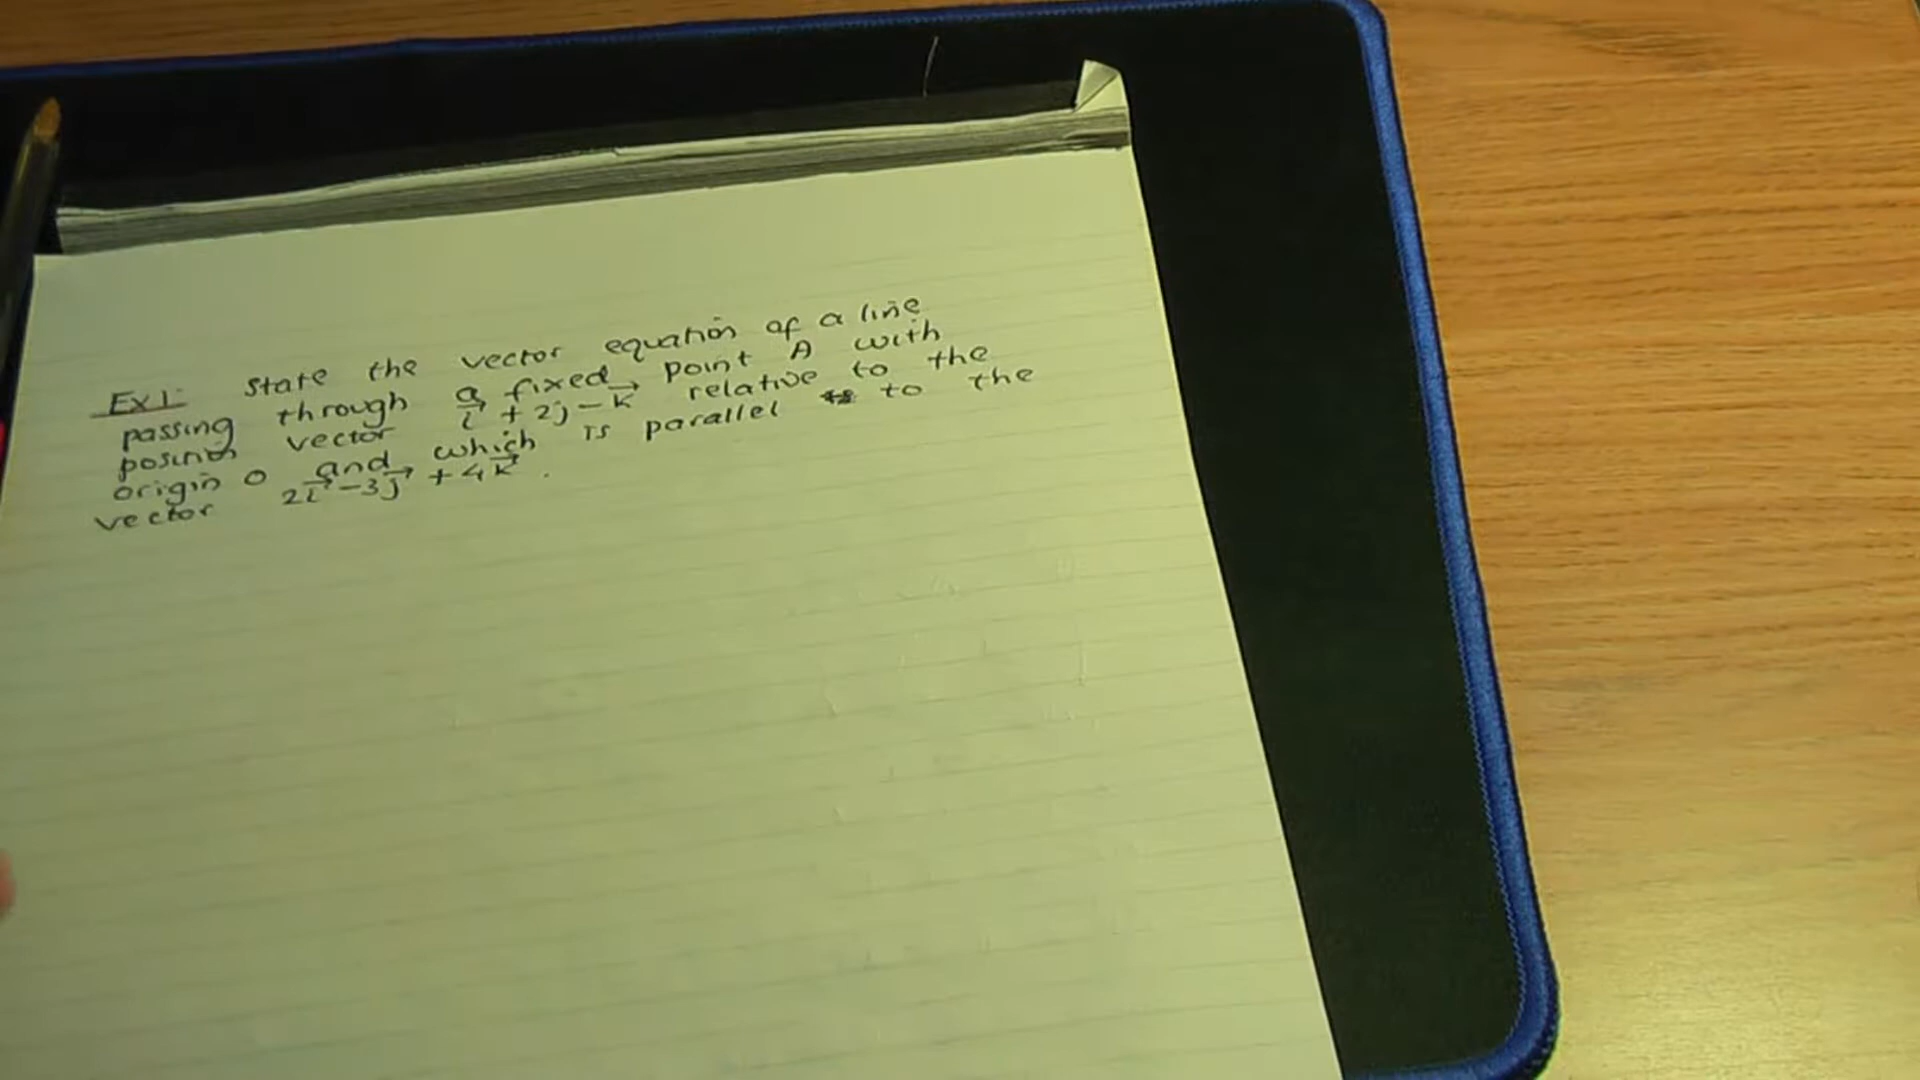 Ex1: State the vector equation of a line
passing through a fixed point A with
position vector i⃗ + 2j⃗ - k⃗ relative to the
origin O and which is parallel to the
vector 2i⃗ - 3j⃗ + 4k⃗.